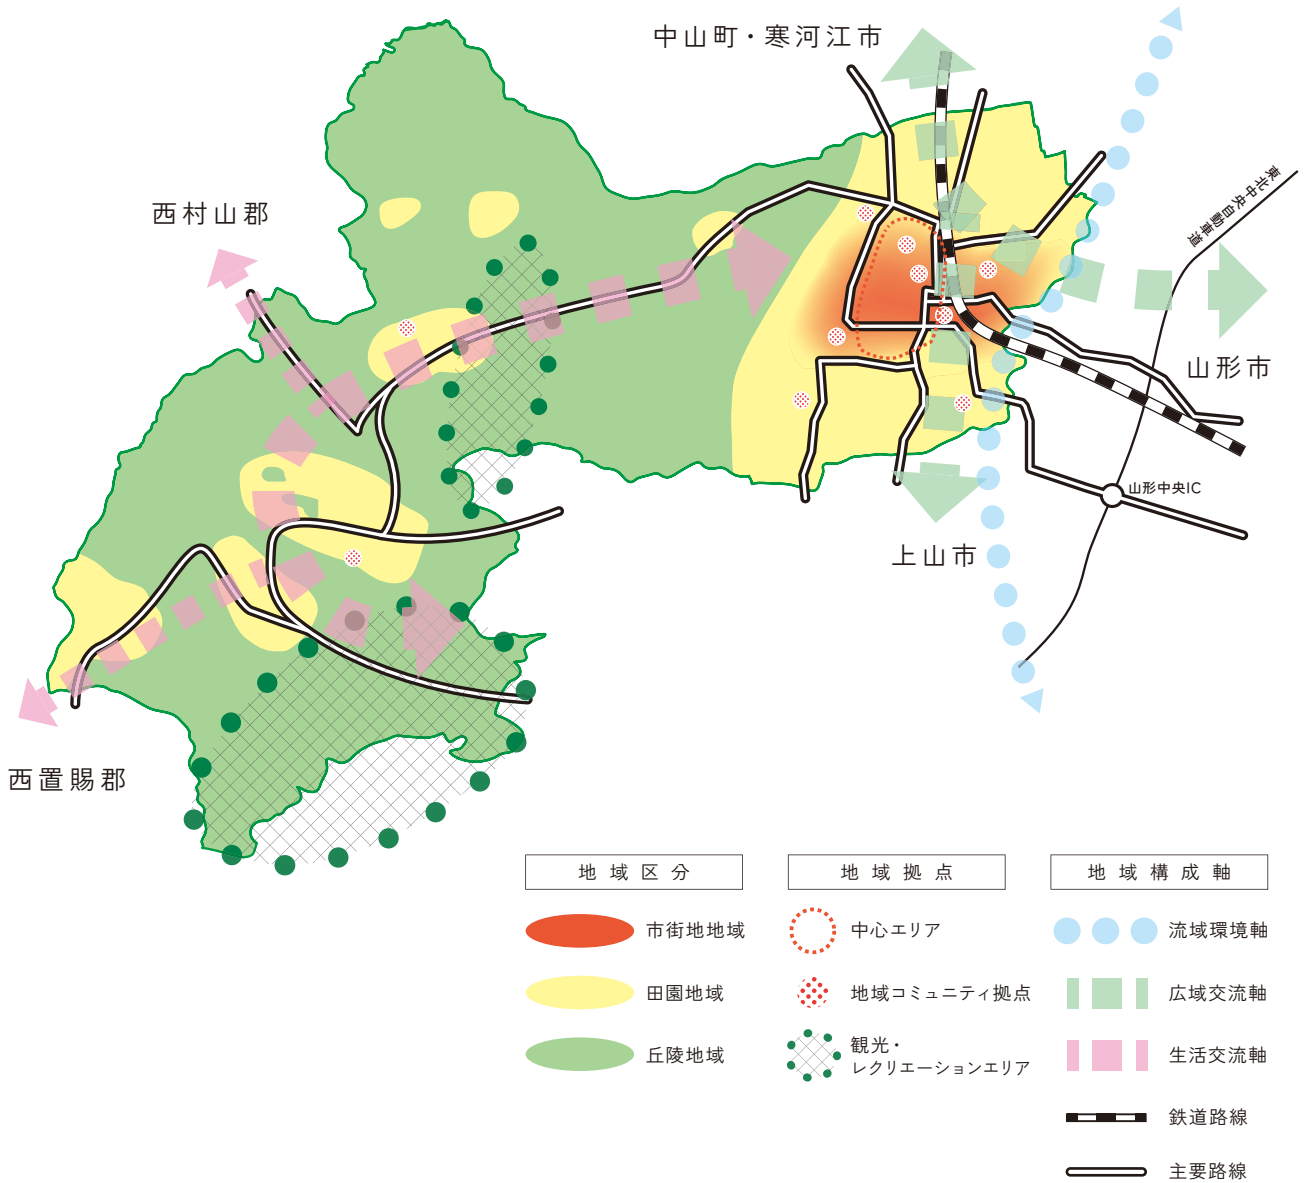 中山町・寒河江市
東北中央自動車道
西村山郡
山形市
山形中央IC
上山市
西置賜郡
地域区分
市街地地域
田園地域
丘陵地域
地域拠点
中心エリア
地域コミュニティ拠点
観光・
レクリエーションエリア
地域構成軸
流域環境軸
広域交流軸
生活交流軸
鉄道路線
主要路線